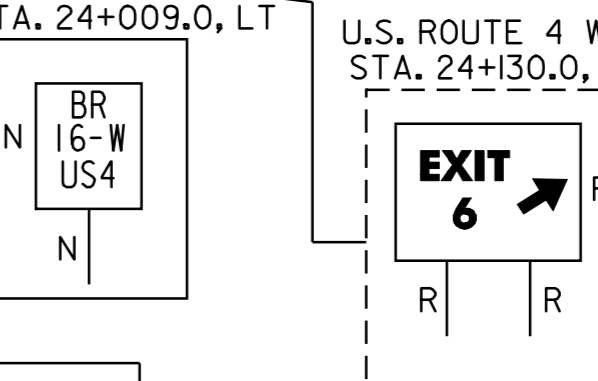 STA. 24+009.0, LT
N
BR
16-W
US4
N
U.S. ROUTE 4 W
STA. 24+130.0,
EXIT
6
R
R